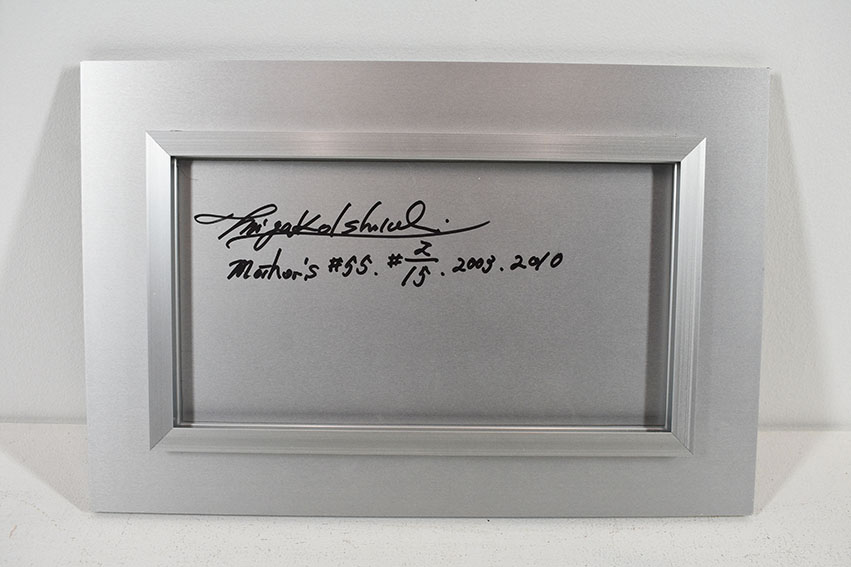 Miyako Ishiuchi
Mother's #55. # 2/15. 2003. 2010